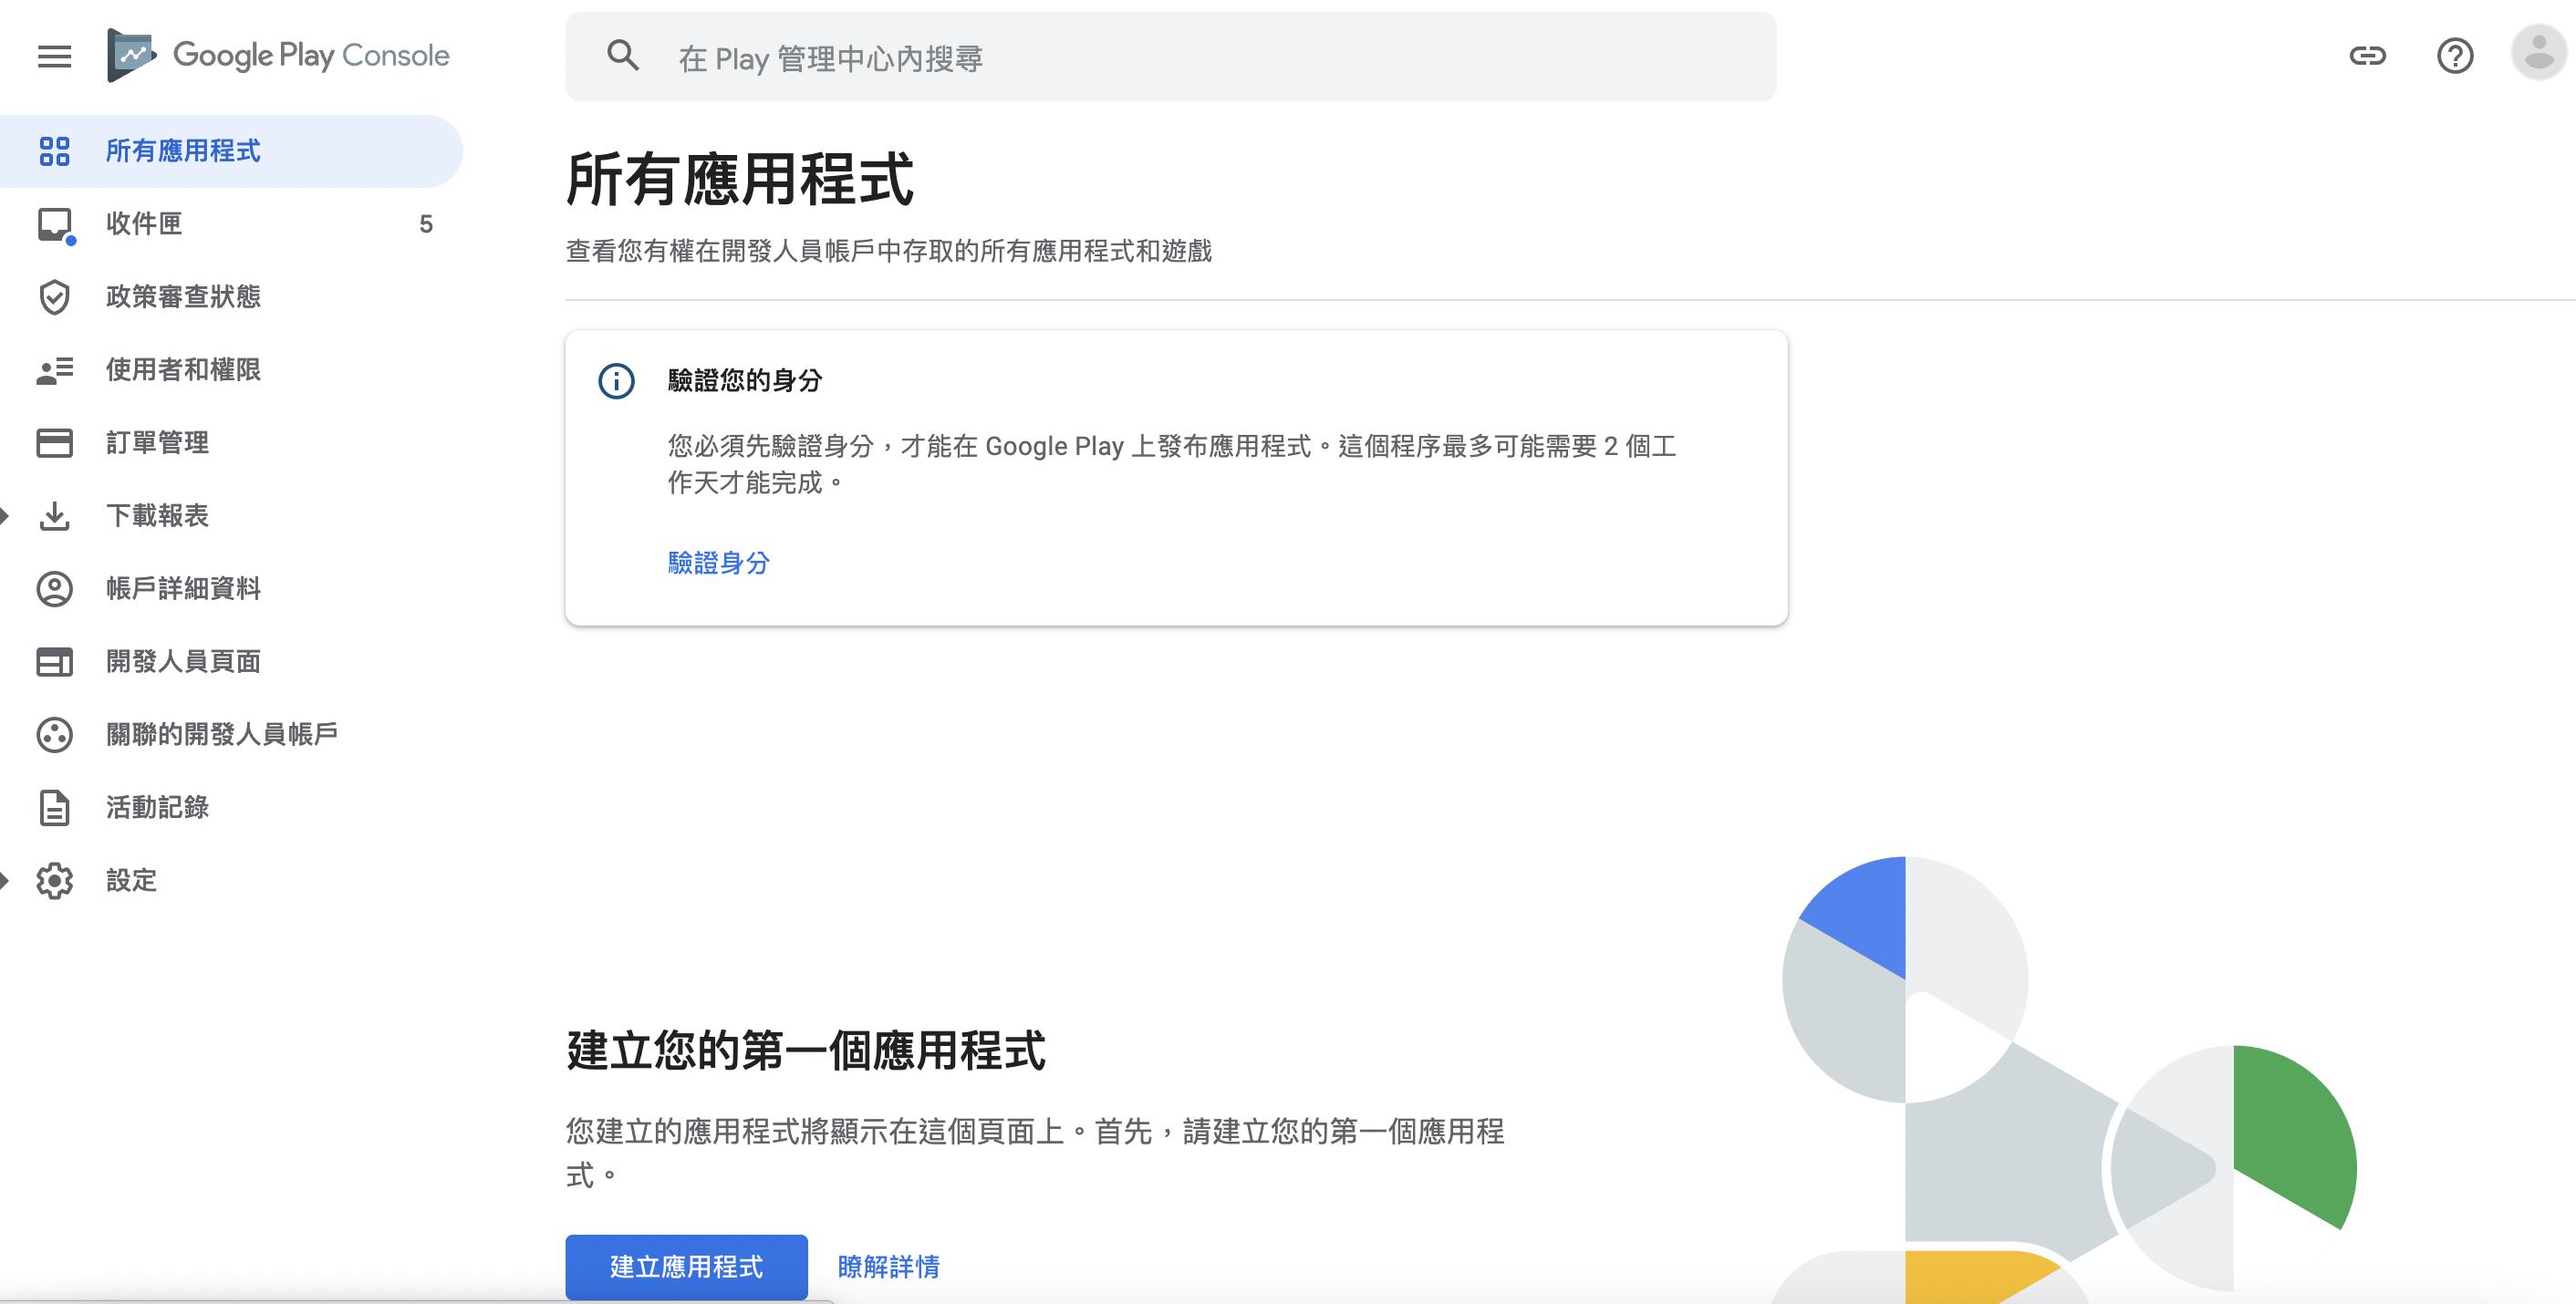 Google Play Console
在 Play 管理中心內搜尋
所有應用程式
收件匣 5
政策審查狀態
使用者和權限
訂單管理
下載報表
帳戶詳細資料
開發人員頁面
關聯的開發人員帳戶
活動記錄
設定
所有應用程式
查看您有權在開發人員帳戶中存取的所有應用程式和遊戲
驗證您的身分
您必須先驗證身分，才能在 Google Play 上發布應用程式。這個程序最多可能需要 2 個工
作天才能完成。
驗證身分
建立您的第一個應用程式
您建立的應用程式將顯示在這個頁面上。首先，請建立您的第一個應用程
式。
建立應用程式 瞭解詳情